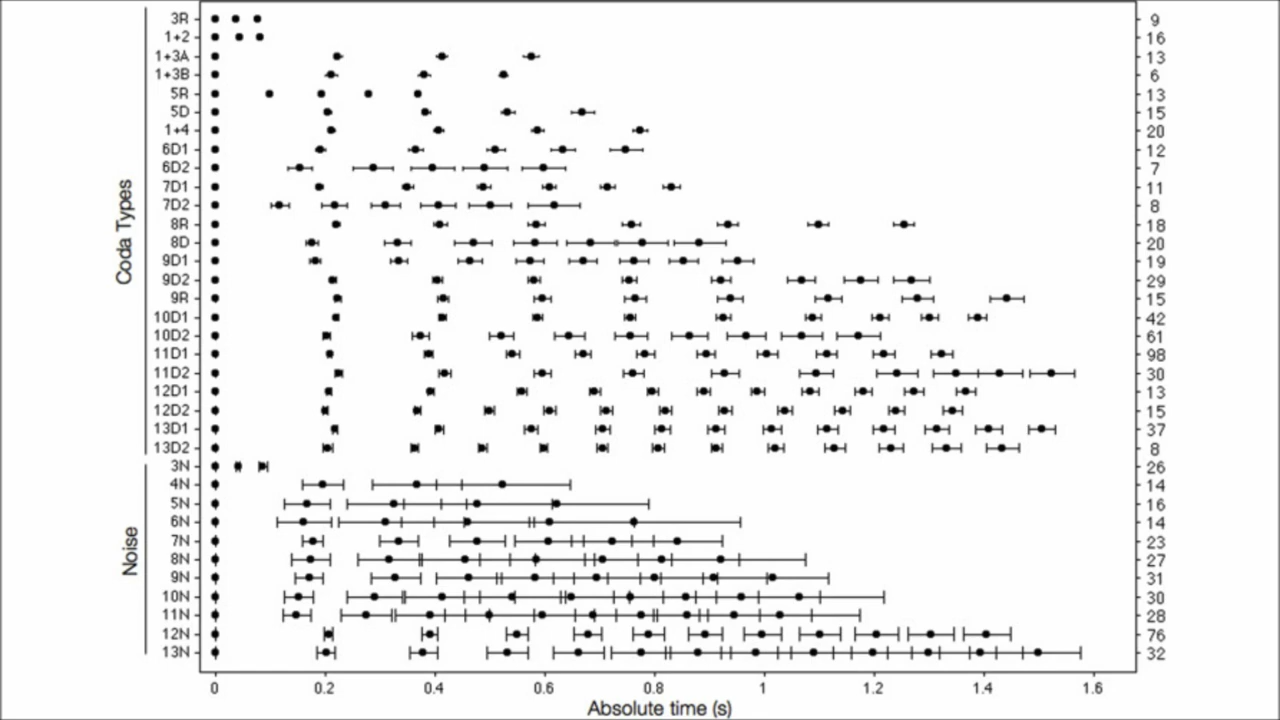 3R 9
1+2 16
1+3A 13
1+3B 6
5R 13
5D 15
1+4 20
6D1 12
6D2 7
7D1 11
7D2 8
8R 18
8D 20
9D1 19
9D2 29
9R 15
10D1 42
10D2 61
11D1 98
11D2 30
12D1 13
12D2 15
13D1 37
13D2 8
3N 26
4N 14
5N 16
6N 14
7N 23
8N 27
9N 31
10N 30
11N 28
12N 76
13N 32
Coda Types
Noise
0 0.2 0.4 0.6 0.8 1 1.2 1.4 1.6
Absolute time (s)